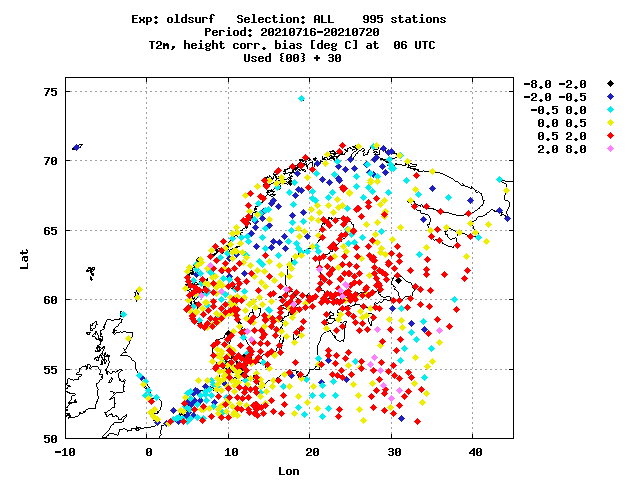 Exp: oldsurf   Selection: ALL    995 stations
Period: 20210716-20210720
T2m, height corr. bias [deg C] at  06 UTC
Used {00} + 30
-8.0 -2.0
-2.0 -0.5
-0.5 0.0
0.0 0.5
0.5 2.0
2.0 8.0
75
70
65
60
55
50
Lat
-10 0 10 20 30 40
Lon